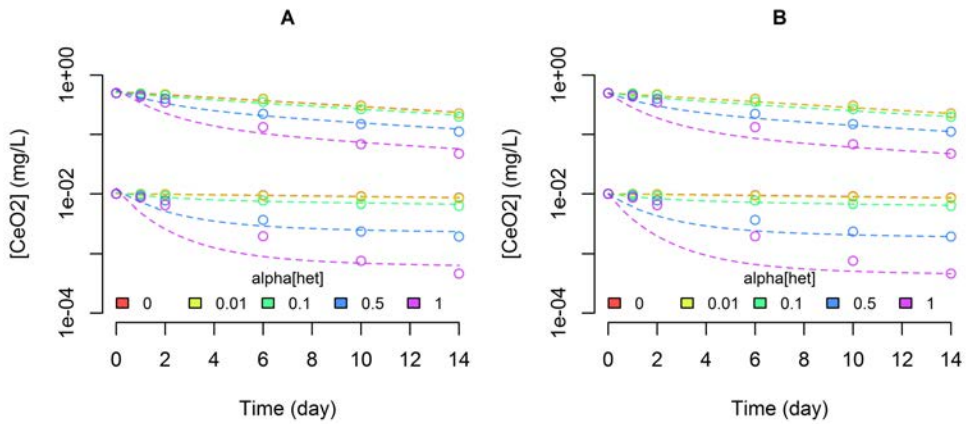 A
[CeO2] (mg/L)
1e+00
1e-02
1e-04
alpha[het]
0 0.01 0.1 0.5 1
0 2 4 6 8 10 12 14
Time (day)
B
[CeO2] (mg/L)
1e+00
1e-02
1e-04
alpha[het]
0 0.01 0.1 0.5 1
0 2 4 6 8 10 12 14
Time (day)